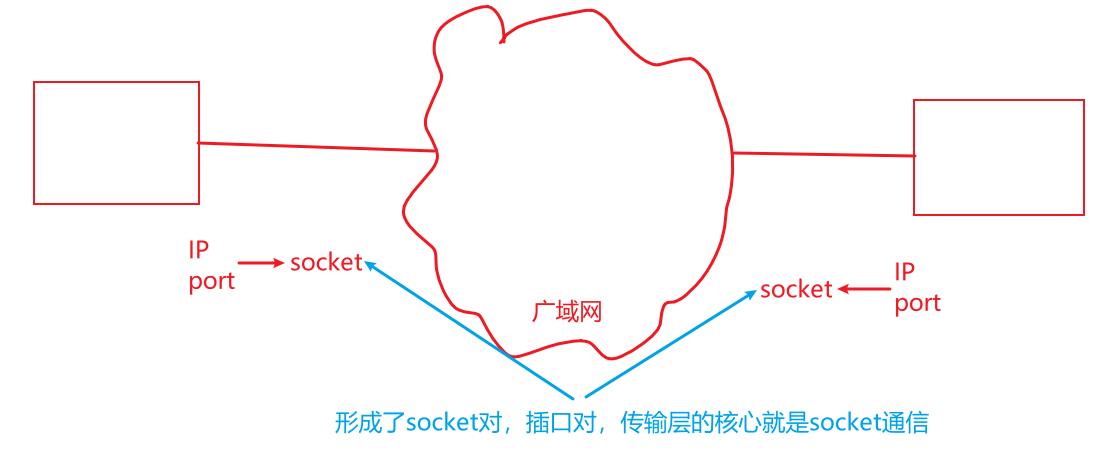 IP
port
socket
socket
IP
port
广域网
形成了socket对，插口对，传输层的核心就是socket通信